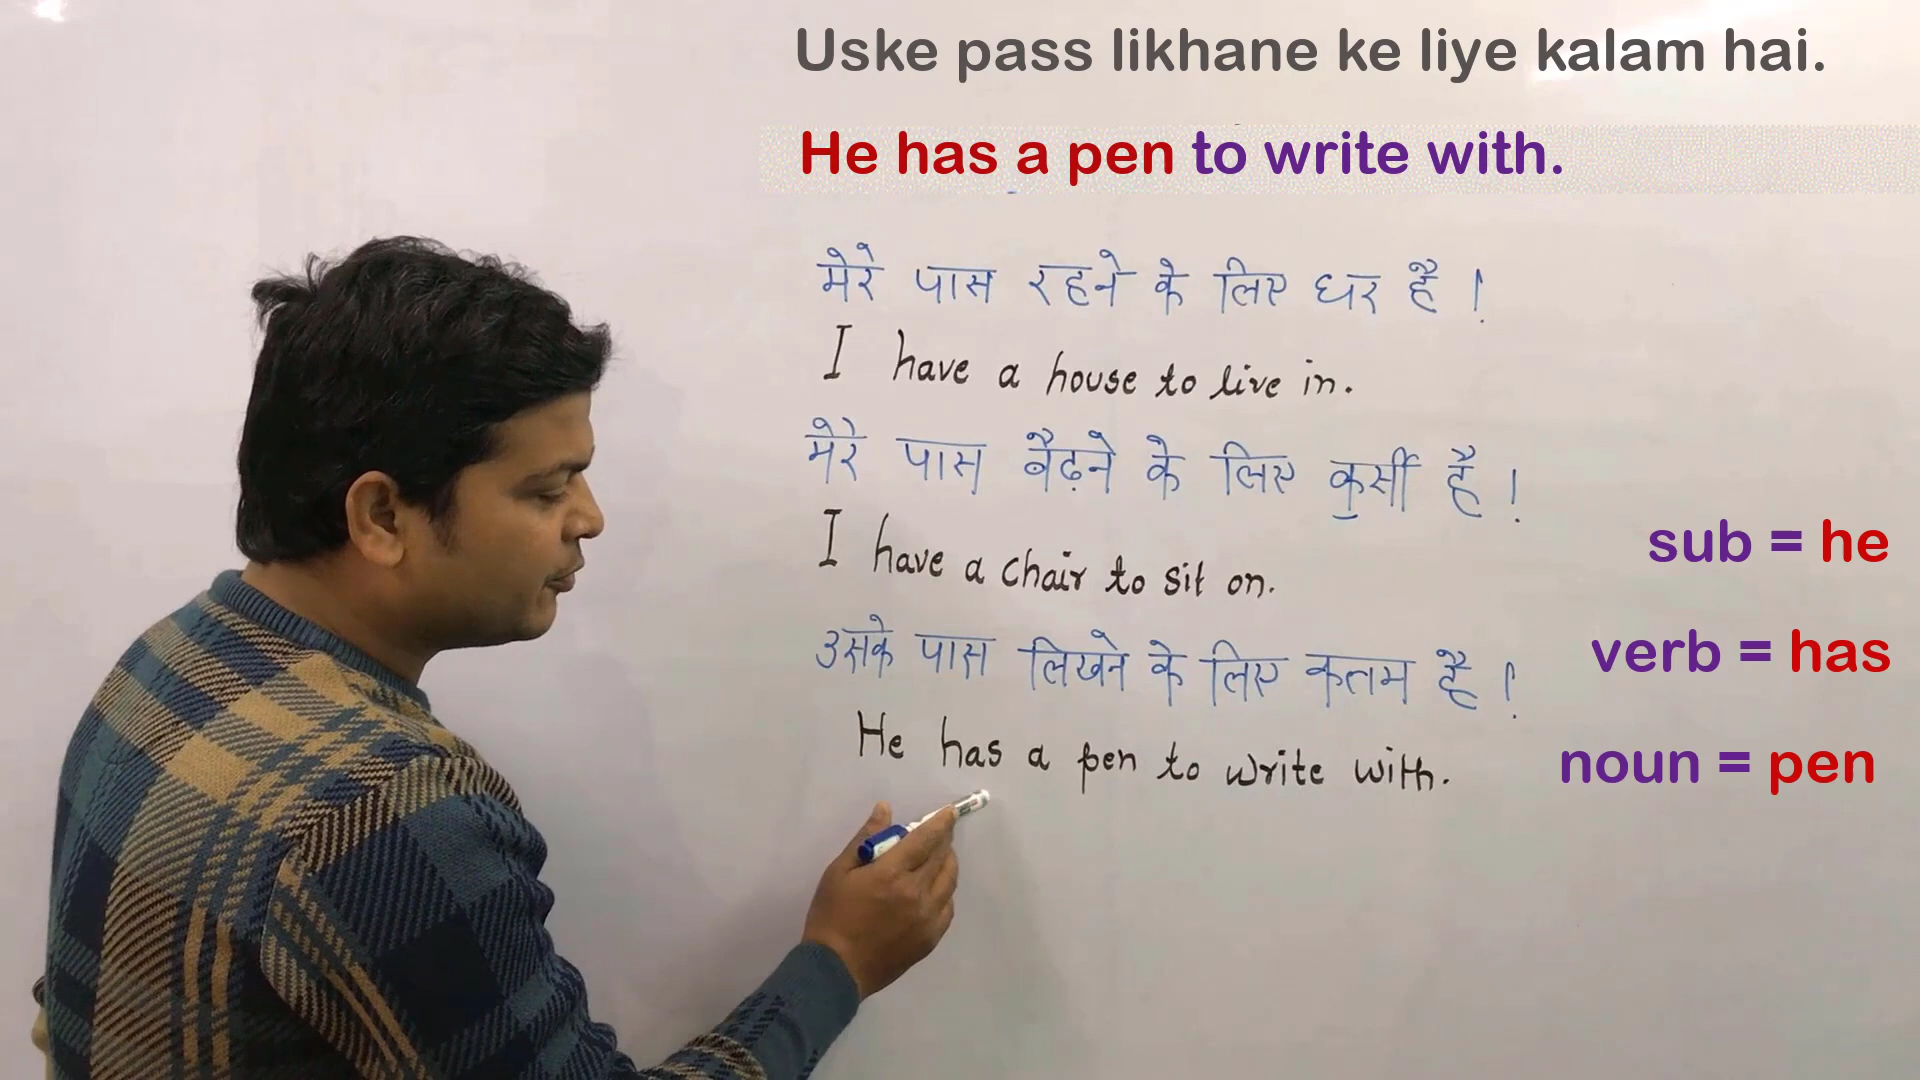 Uske pass likhane ke liye kalam hai.
He has a pen to write with.
मेरे पास रहने के लिए घर है !
I have a house to live in.
मेरे पास बैठने के लिए कुर्सी है !
I have a chair to sit on.
sub = he
उसके पास लिखने के लिए कलम है !
verb = has
He has a pen to write with.
noun = pen